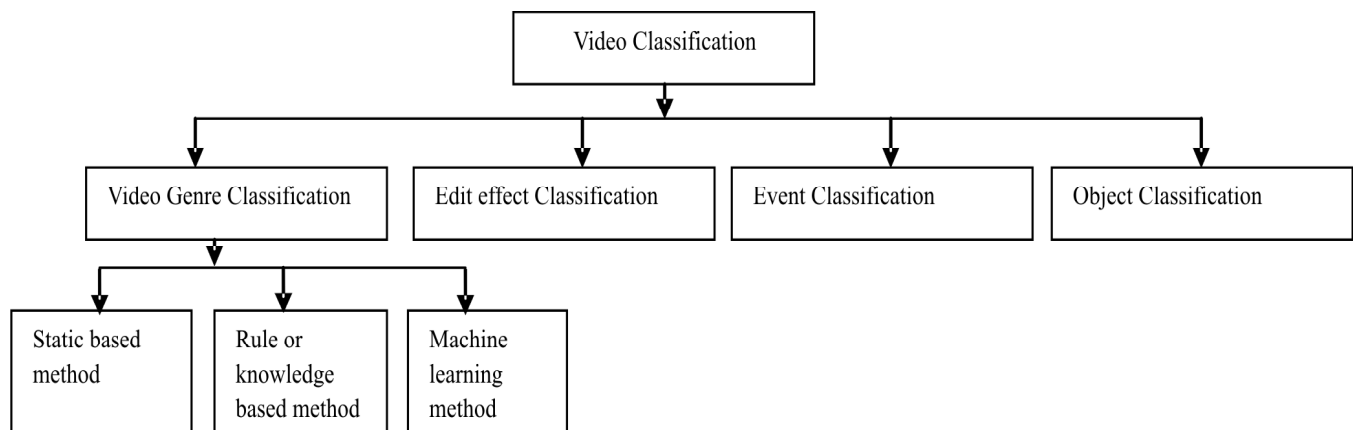 Video Classification
Video Genre Classification
Edit effect Classification
Event Classification
Object Classification
Static based
method
Rule or
knowledge
based method
Machine
learning
method